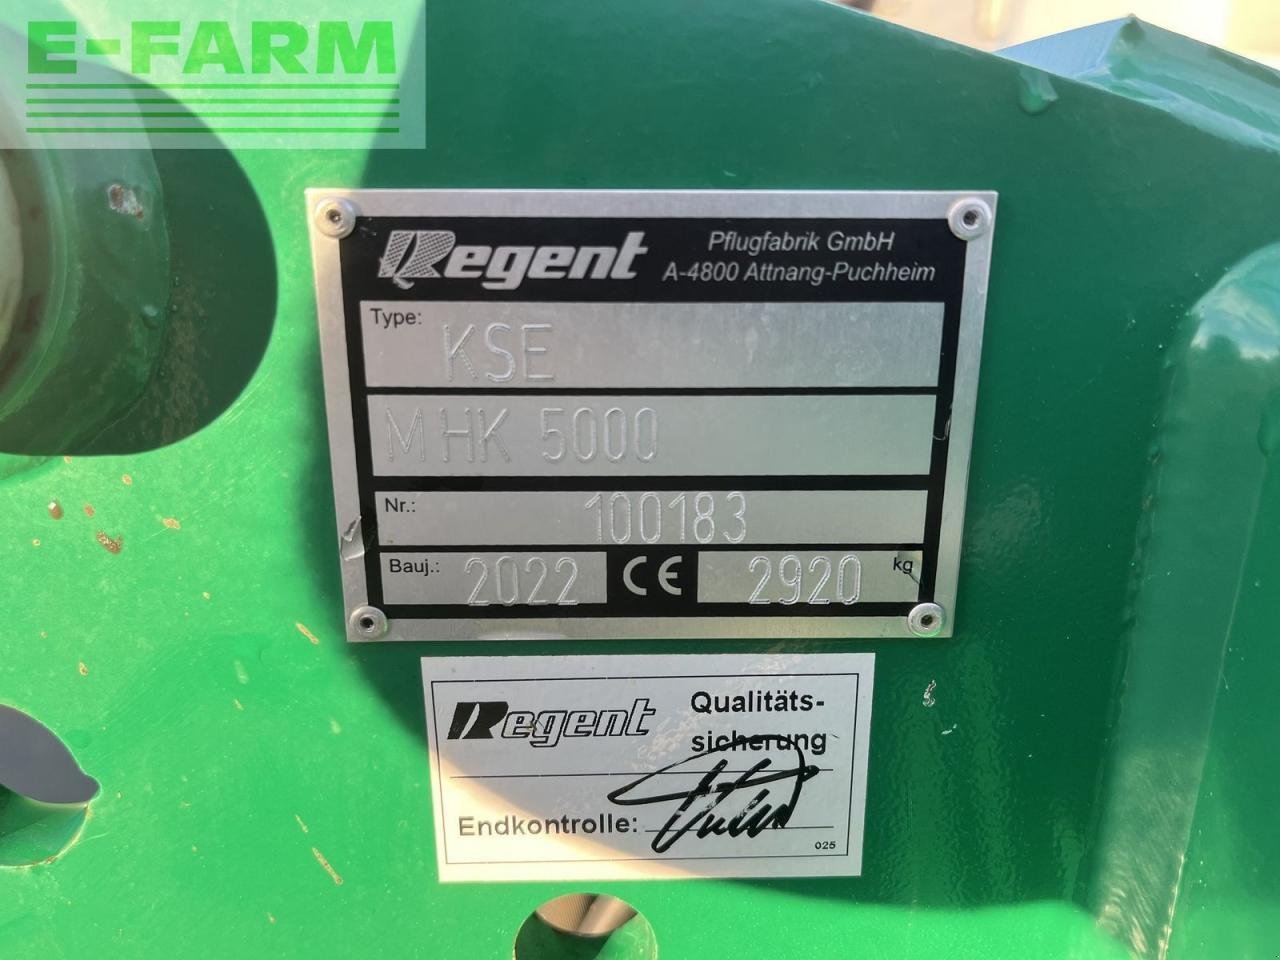 E-FARM
Regent
Pflugfabrik GmbH
A-4800 Attnang-Puchheim
Type:
KSE
MHK 5000
Nr.:
100183
Bauj.:
2022
CE
2920
kg
Regent
Qualitäts-
sicherung
Endkontrolle:
025